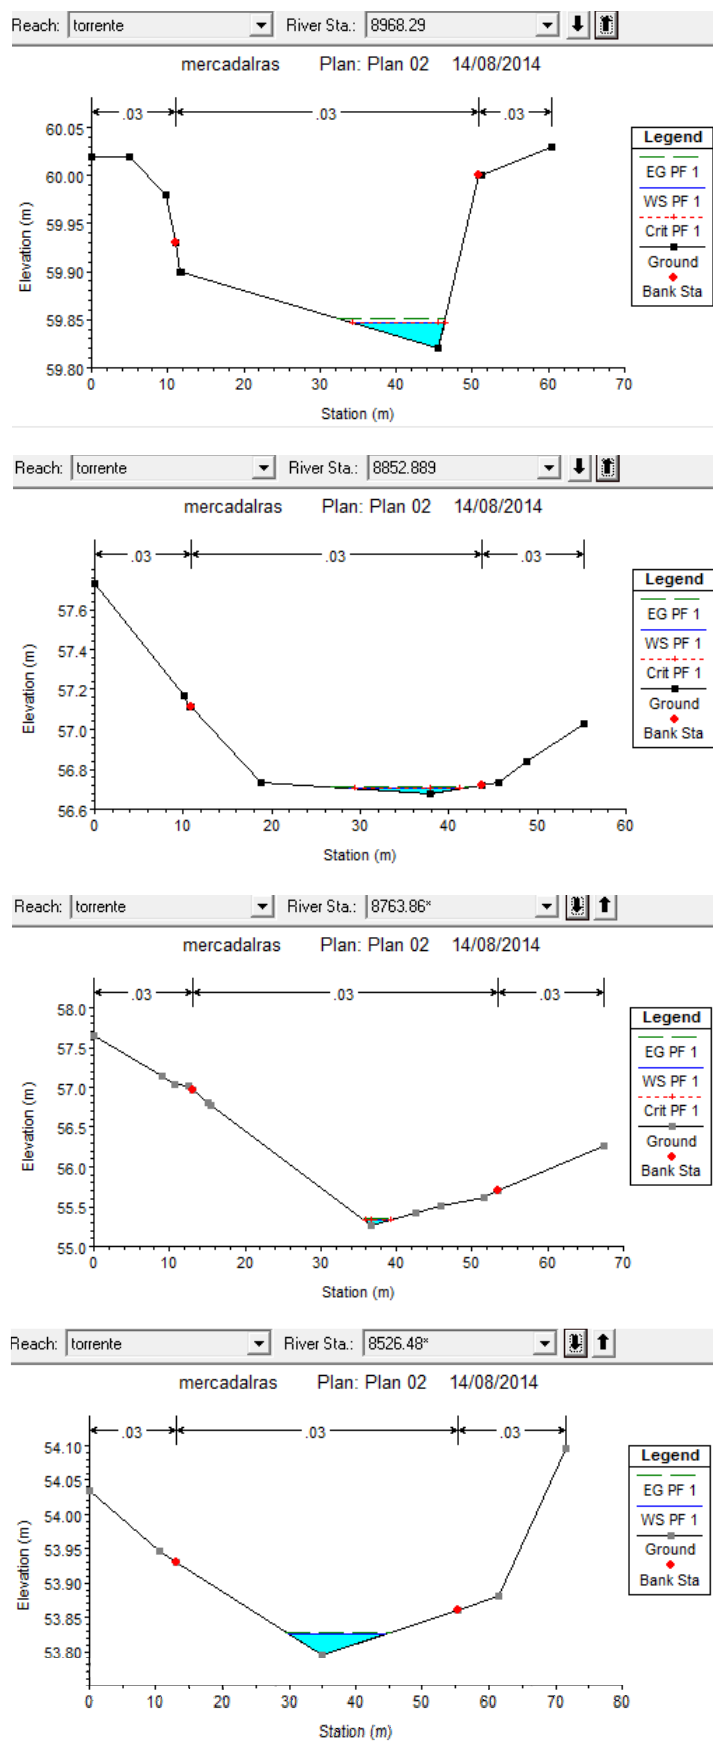 Reach: torrente River Sta.: 8968.29
mercadalras Plan: Plan 02 14/08/2014
.03 .03 .03
60.05
60.00
59.95
59.90
59.85
59.80
Elevation (m)
0 10 20 30 40 50 60 70
Station (m)
Legend
EG PF 1
WS PF 1
Crit PF 1
Ground
Bank Sta
Reach: torrente River Sta.: 8852.889
mercadalras Plan: Plan 02 14/08/2014
.03 .03 .03
57.6
57.4
57.2
57.0
56.8
56.6
Elevation (m)
0 10 20 30 40 50 60
Station (m)
Legend
EG PF 1
WS PF 1
Crit PF 1
Ground
Bank Sta
Reach: torrente River Sta.: 8763.86*
mercadalras Plan: Plan 02 14/08/2014
.03 .03 .03
58.0
57.5
57.0
56.5
56.0
55.5
55.0
Elevation (m)
0 10 20 30 40 50 60 70
Station (m)
Legend
EG PF 1
WS PF 1
Crit PF 1
Ground
Bank Sta
Reach: torrente River Sta.: 8526.48*
mercadalras Plan: Plan 02 14/08/2014
.03 .03 .03
54.10
54.05
54.00
53.95
53.90
53.85
53.80
Elevation (m)
0 10 20 30 40 50 60 70 80
Station (m)
Legend
EG PF 1
WS PF 1
Ground
Bank Sta